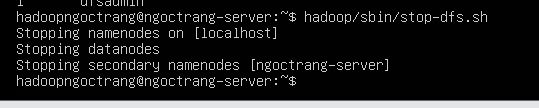 hadoopngoctrang@ngoctrang-server:~$ hadoop/sbin/stop-dfs.sh
Stopping namenodes on [localhost]
Stopping datanodes
Stopping secondary namenodes [ngoctrang-server]
hadoopngoctrang@ngoctrang-server:~$